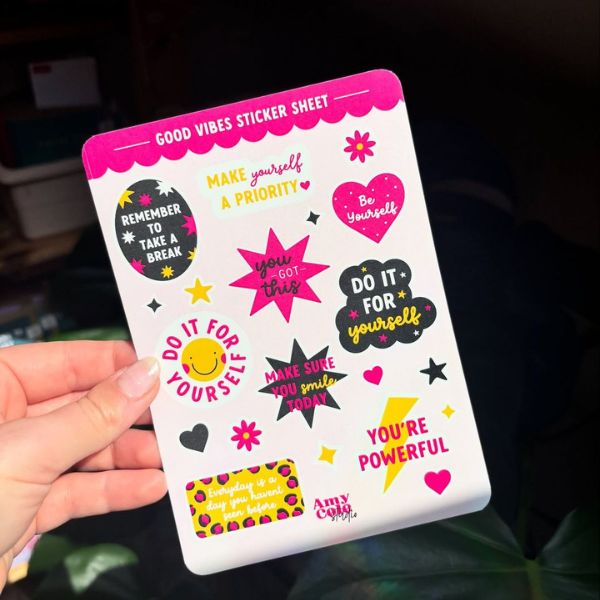 GOOD VIBES STICKER SHEET
MAKE yourself
A PRIORITY
REMEMBER
TO
TAKE A
BREAK
Be
Yourself
you
GOT
this
DO IT
FOR
yourself
DO IT FOR
YOURSELF
MAKE SURE
YOU smile
TODAY
YOU'RE
POWERFUL
Everyday is a
day you havent
seen before
Amy
Cole
studio